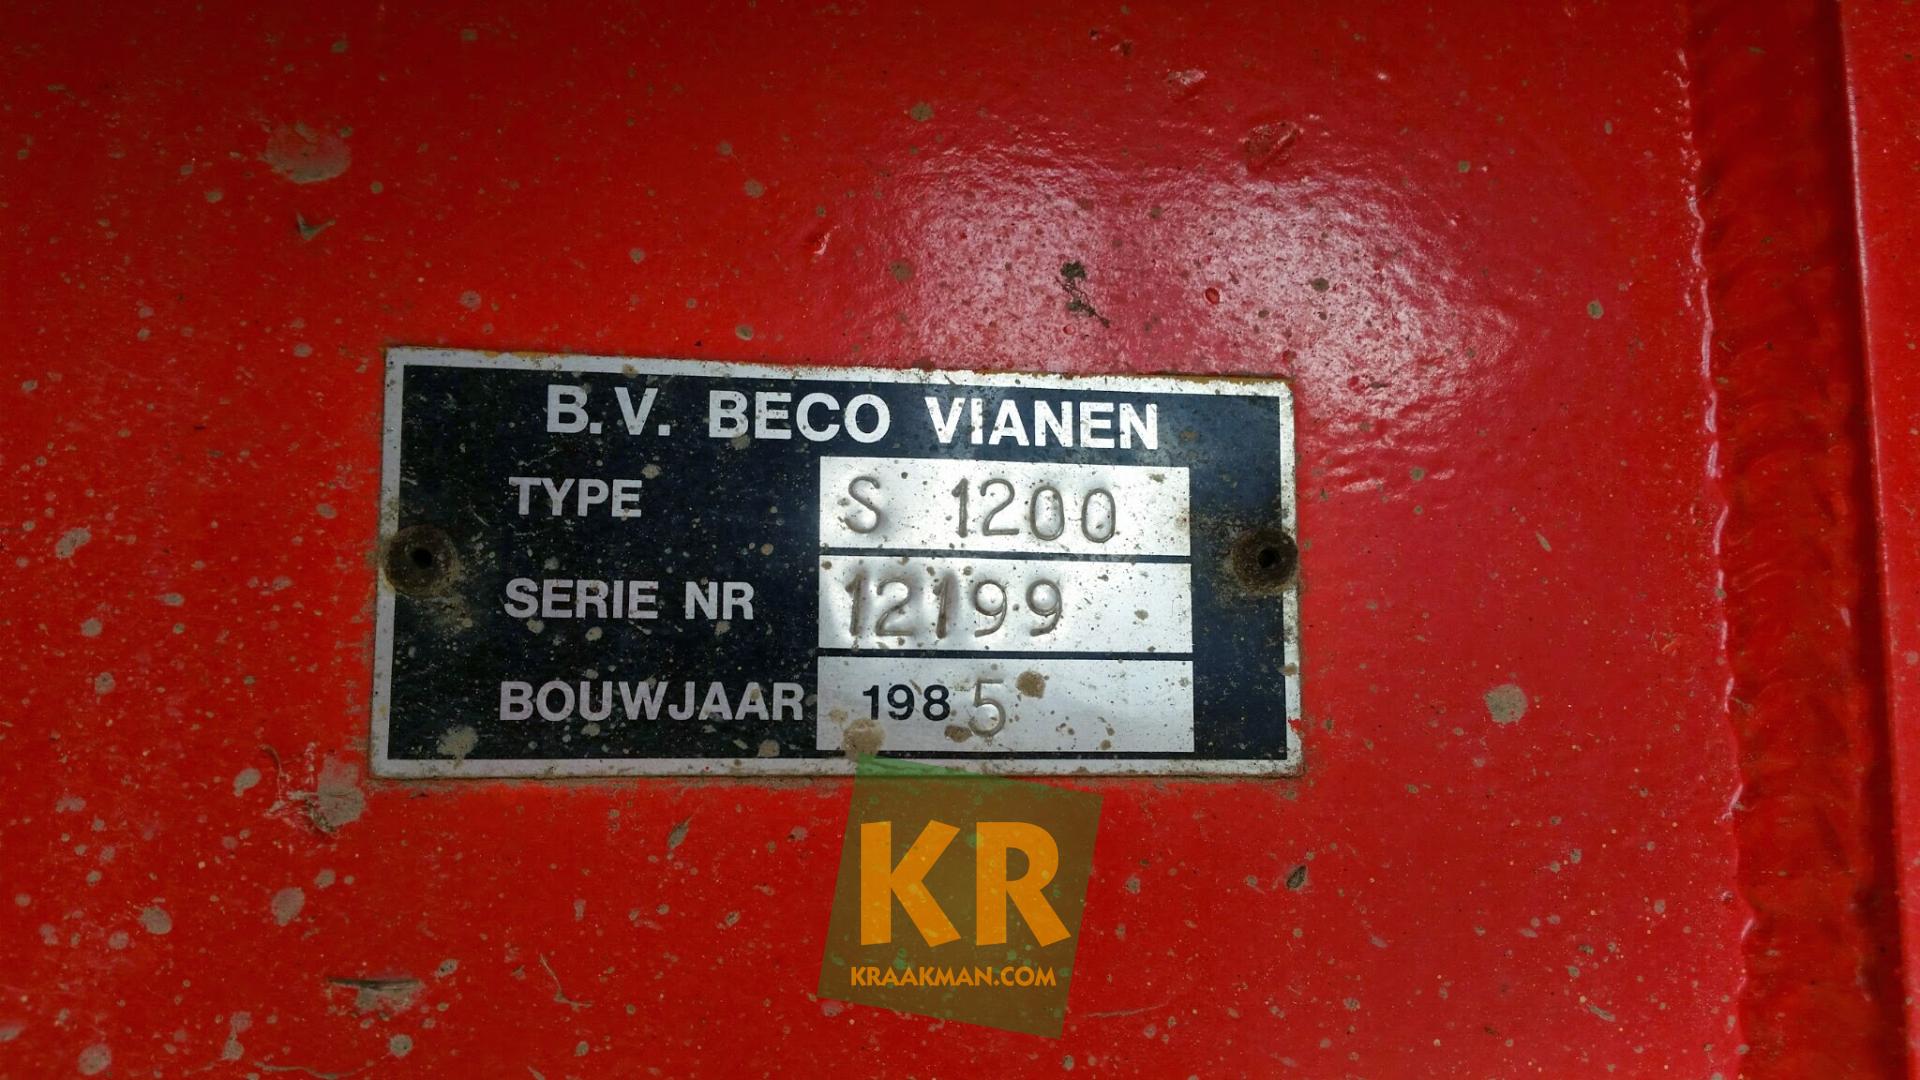 B.V. BECO VIANEN
TYPE S 1200
SERIE NR 12199
BOUWJAAR 1985
KR
KRAAKMAN.COM